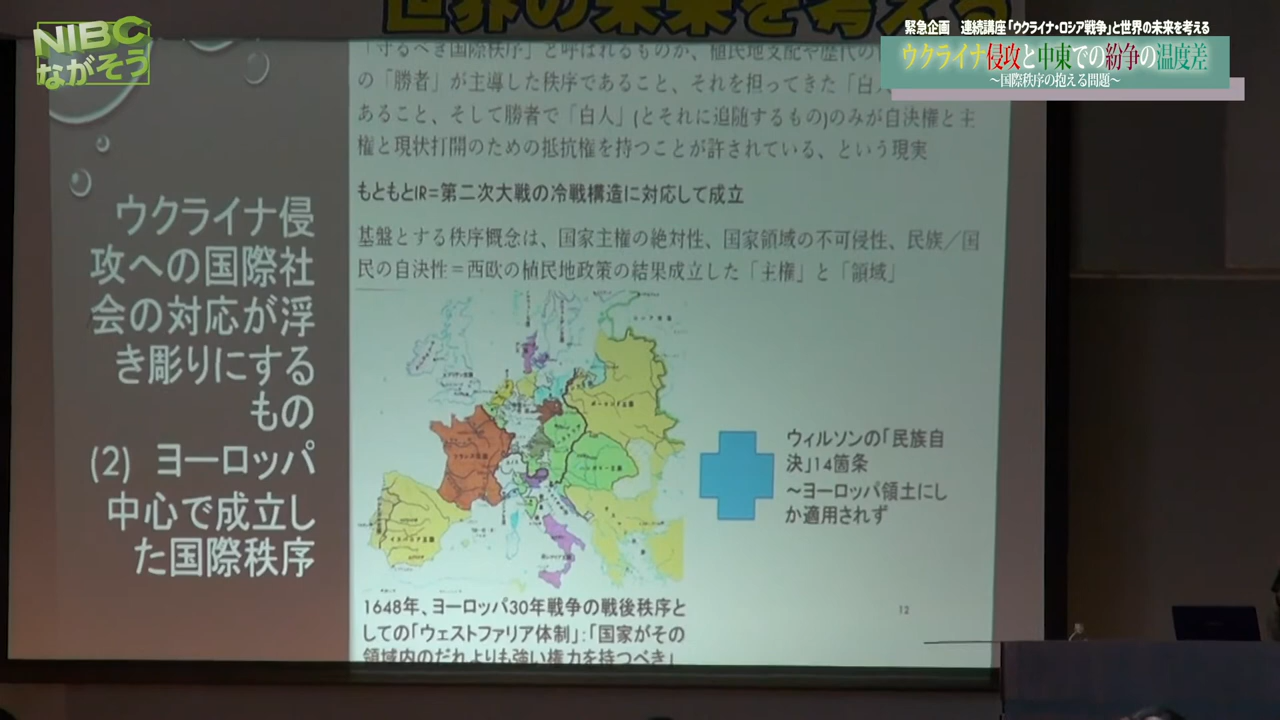 世界の未来を考える
NIBC
ながそう
緊急企画 連続講座「ウクライナ・ロシア戦争」と世界の未来を考える
ウクライナ侵攻と中東での紛争の温度差
~国際秩序の抱える問題~
「守るべき国際秩序」と呼ばれるものが、植民地支配や歴代の
の「勝者」が主導した秩序であること、それを担ってきた「白
あること、そして勝者で「白人」(とそれに追随するもの)のみが自決権と主
権と現状打開のための抵抗権を持つことが許されている、という現実
もともとIR=第二次大戦の冷戦構造に対応して成立
基盤とする秩序概念は、国家主権の絶対性、国家領域の不可侵性、民族/国
民の自決性=西欧の植民地政策の結果成立した「主権」と「領域」
ウクライナ侵
攻への国際社
会の対応が浮
き彫りにする
もの
(2) ヨーロッパ
中心で成立し
た国際秩序
ウィルソンの「民族自
決」14箇条
~ヨーロッパ領土にし
か適用されず
1648年、ヨーロッパ30年戦争の戦後秩序と
しての「ウェストファリア体制」:「国家がその
領域内のだれよりも強い権力を持つべき」
12